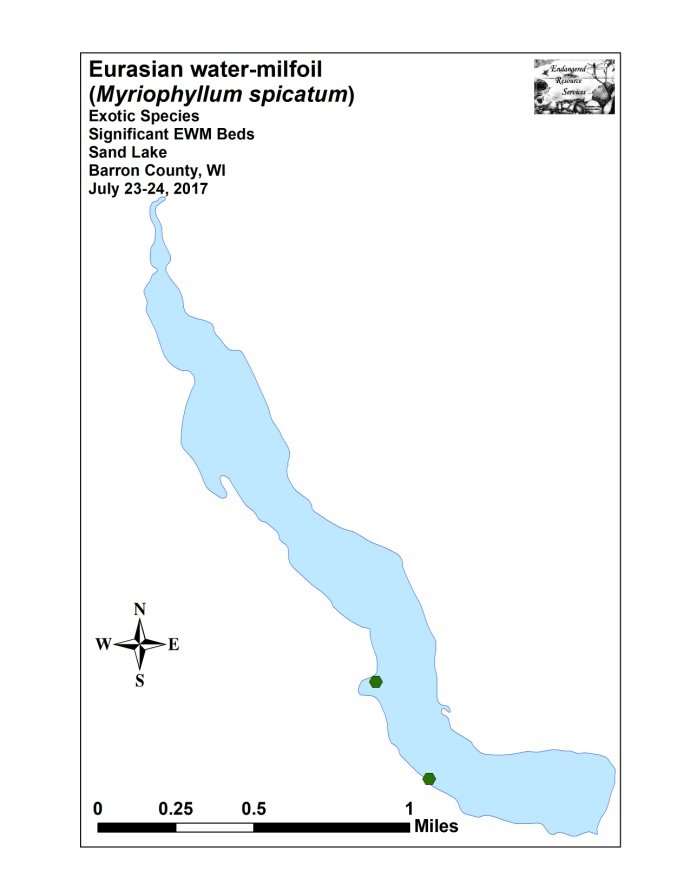 Eurasian water-milfoil
(Myriophyllum spicatum)
Exotic Species
Significant EWM Beds
Sand Lake
Barron County, WI
July 23-24, 2017
Endangered
Resource
Services
N
W E
S
0 0.25 0.5 1
Miles